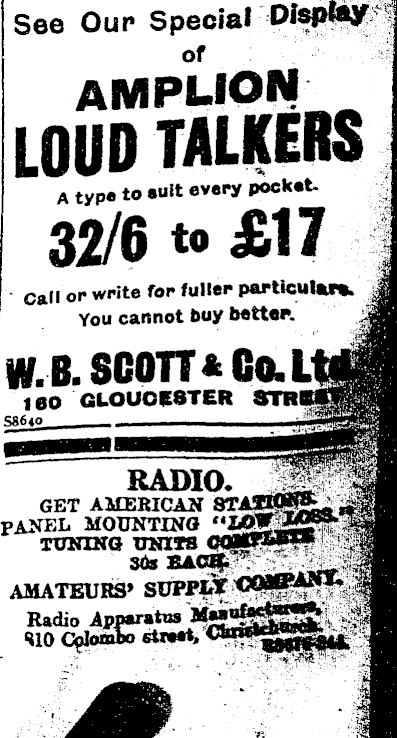 See Our Special Display
of
AMPLION
LOUD TALKERS
A type to suit every pocket.
32/6 to £17
Call or write for fuller particulars.
You cannot buy better.
W. B. SCOTT & Co. Ltd
160 GLOUCESTER STREET
S8640
RADIO.
GET AMERICAN STATIONS.
PANEL MOUNTING "LOW LOSS."
TUNING UNITS COMPLETE
30s EACH.
AMATEURS' SUPPLY COMPANY.
Radio Apparatus Manufacturers,
810 Colombo street, Christchurch.